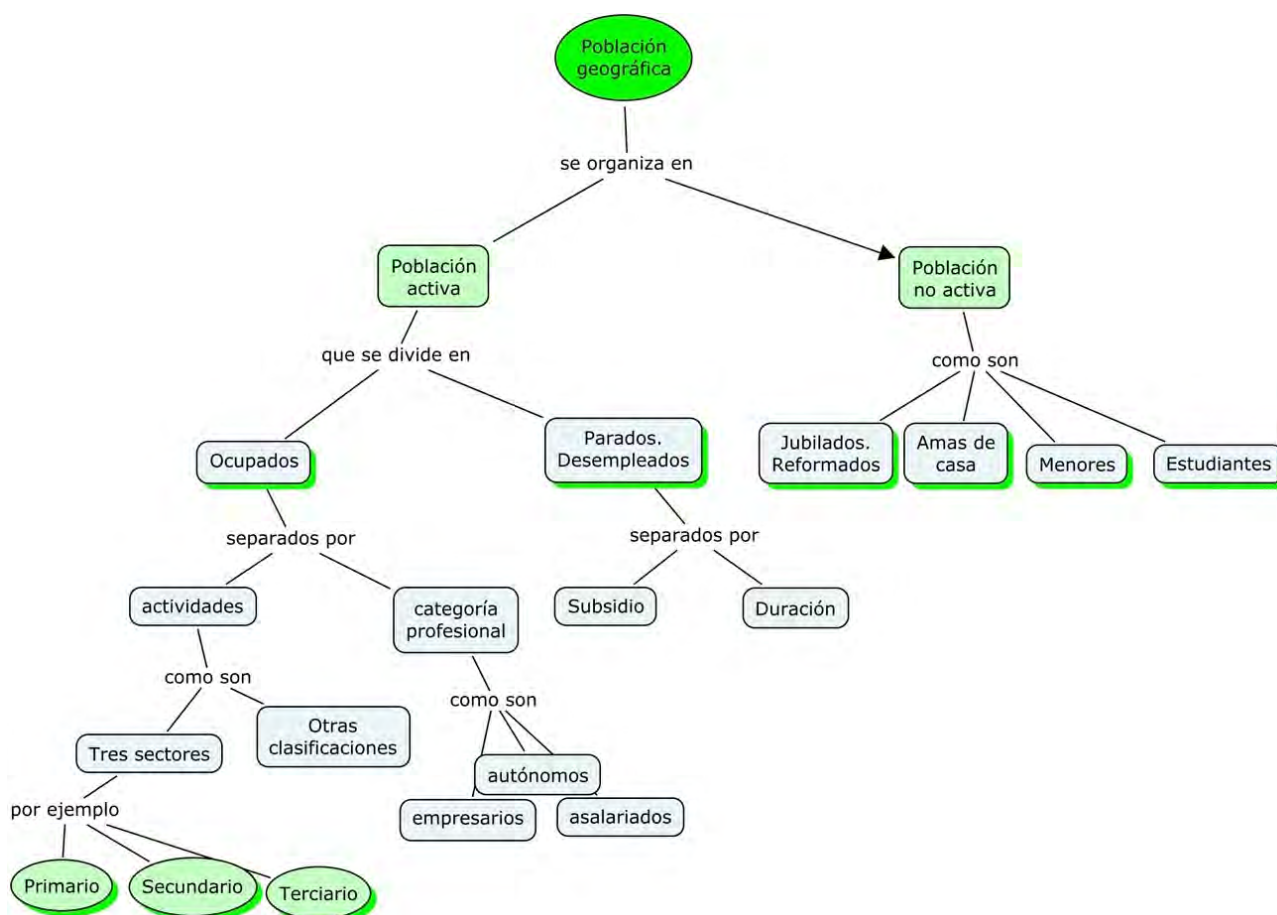 Población
geográfica
se organiza en
Población
activa
Población
no activa
que se divide en
como son
Ocupados
Parados.
Desempleados
Jubilados.
Reformados
Amas de
casa
Menores
Estudiantes
separados por
separados por
actividades
categoría
profesional
Subsidio
Duración
como son
como son
Tres sectores
Otras
clasificaciones
autónomos
empresarios
asalariados
por ejemplo
Primario
Secundario
Terciario